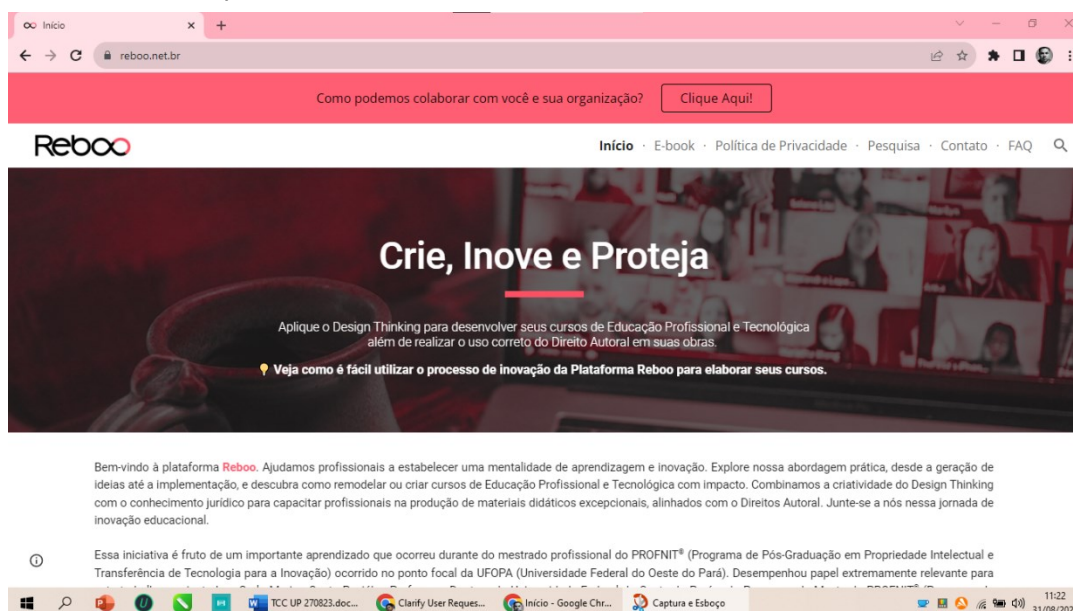 Início
reboo.net.br
Como podemos colaborar com você e sua organização? Clique Aqui!
Reboo
Início · E-book · Política de Privacidade · Pesquisa · Contato · FAQ
Crie, Inove e Proteja
Aplique o Design Thinking para desenvolver seus cursos de Educação Profissional e Tecnológica
além de realizar o uso correto do Direito Autoral em suas obras.
Veja como é fácil utilizar o processo de inovação da Plataforma Reboo para elaborar seus cursos.
Bem-vindo à plataforma Reboo. Ajudamos profissionais a estabelecer uma mentalidade de aprendizagem e inovação. Explore nossa abordagem prática, desde a geração de
ideias até a implementação, e descubra como remodelar ou criar cursos de Educação Profissional e Tecnológica com impacto. Combinamos a criatividade do Design Thinking
com o conhecimento jurídico para capacitar profissionais na produção de materiais didáticos excepcionais, alinhados com o Direitos Autoral. Junte-se a nós nessa jornada de
inovação educacional.
Essa iniciativa é fruto de um importante aprendizado que ocorreu durante do mestrado profissional do PROFNIT® (Programa de Pós-Graduação em Propriedade Intelectual e
Transferência de Tecnologia para a Inovação) ocorrido no ponto focal da UFOPA (Universidade Federal do Oeste do Pará). Desempenhou papel extremamente relevante para
TCC UP 270823.doc... Clarify User Reques... Início - Google Chr... Captura e Esboço
11:22